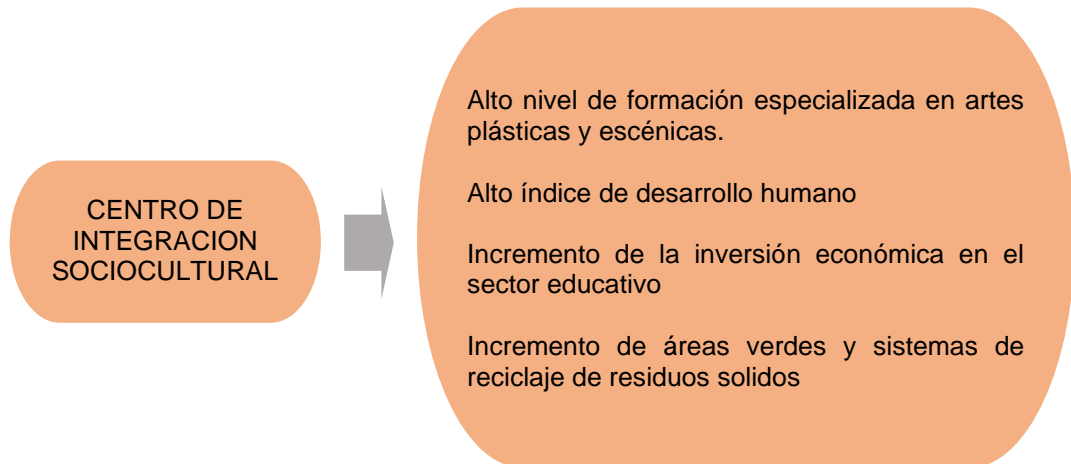 CENTRO DE
INTEGRACION
SOCIOCULTURAL
Alto nivel de formación especializada en artes
plásticas y escénicas.
Alto índice de desarrollo humano
Incremento de la inversión económica en el
sector educativo
Incremento de áreas verdes y sistemas de
reciclaje de residuos solidos